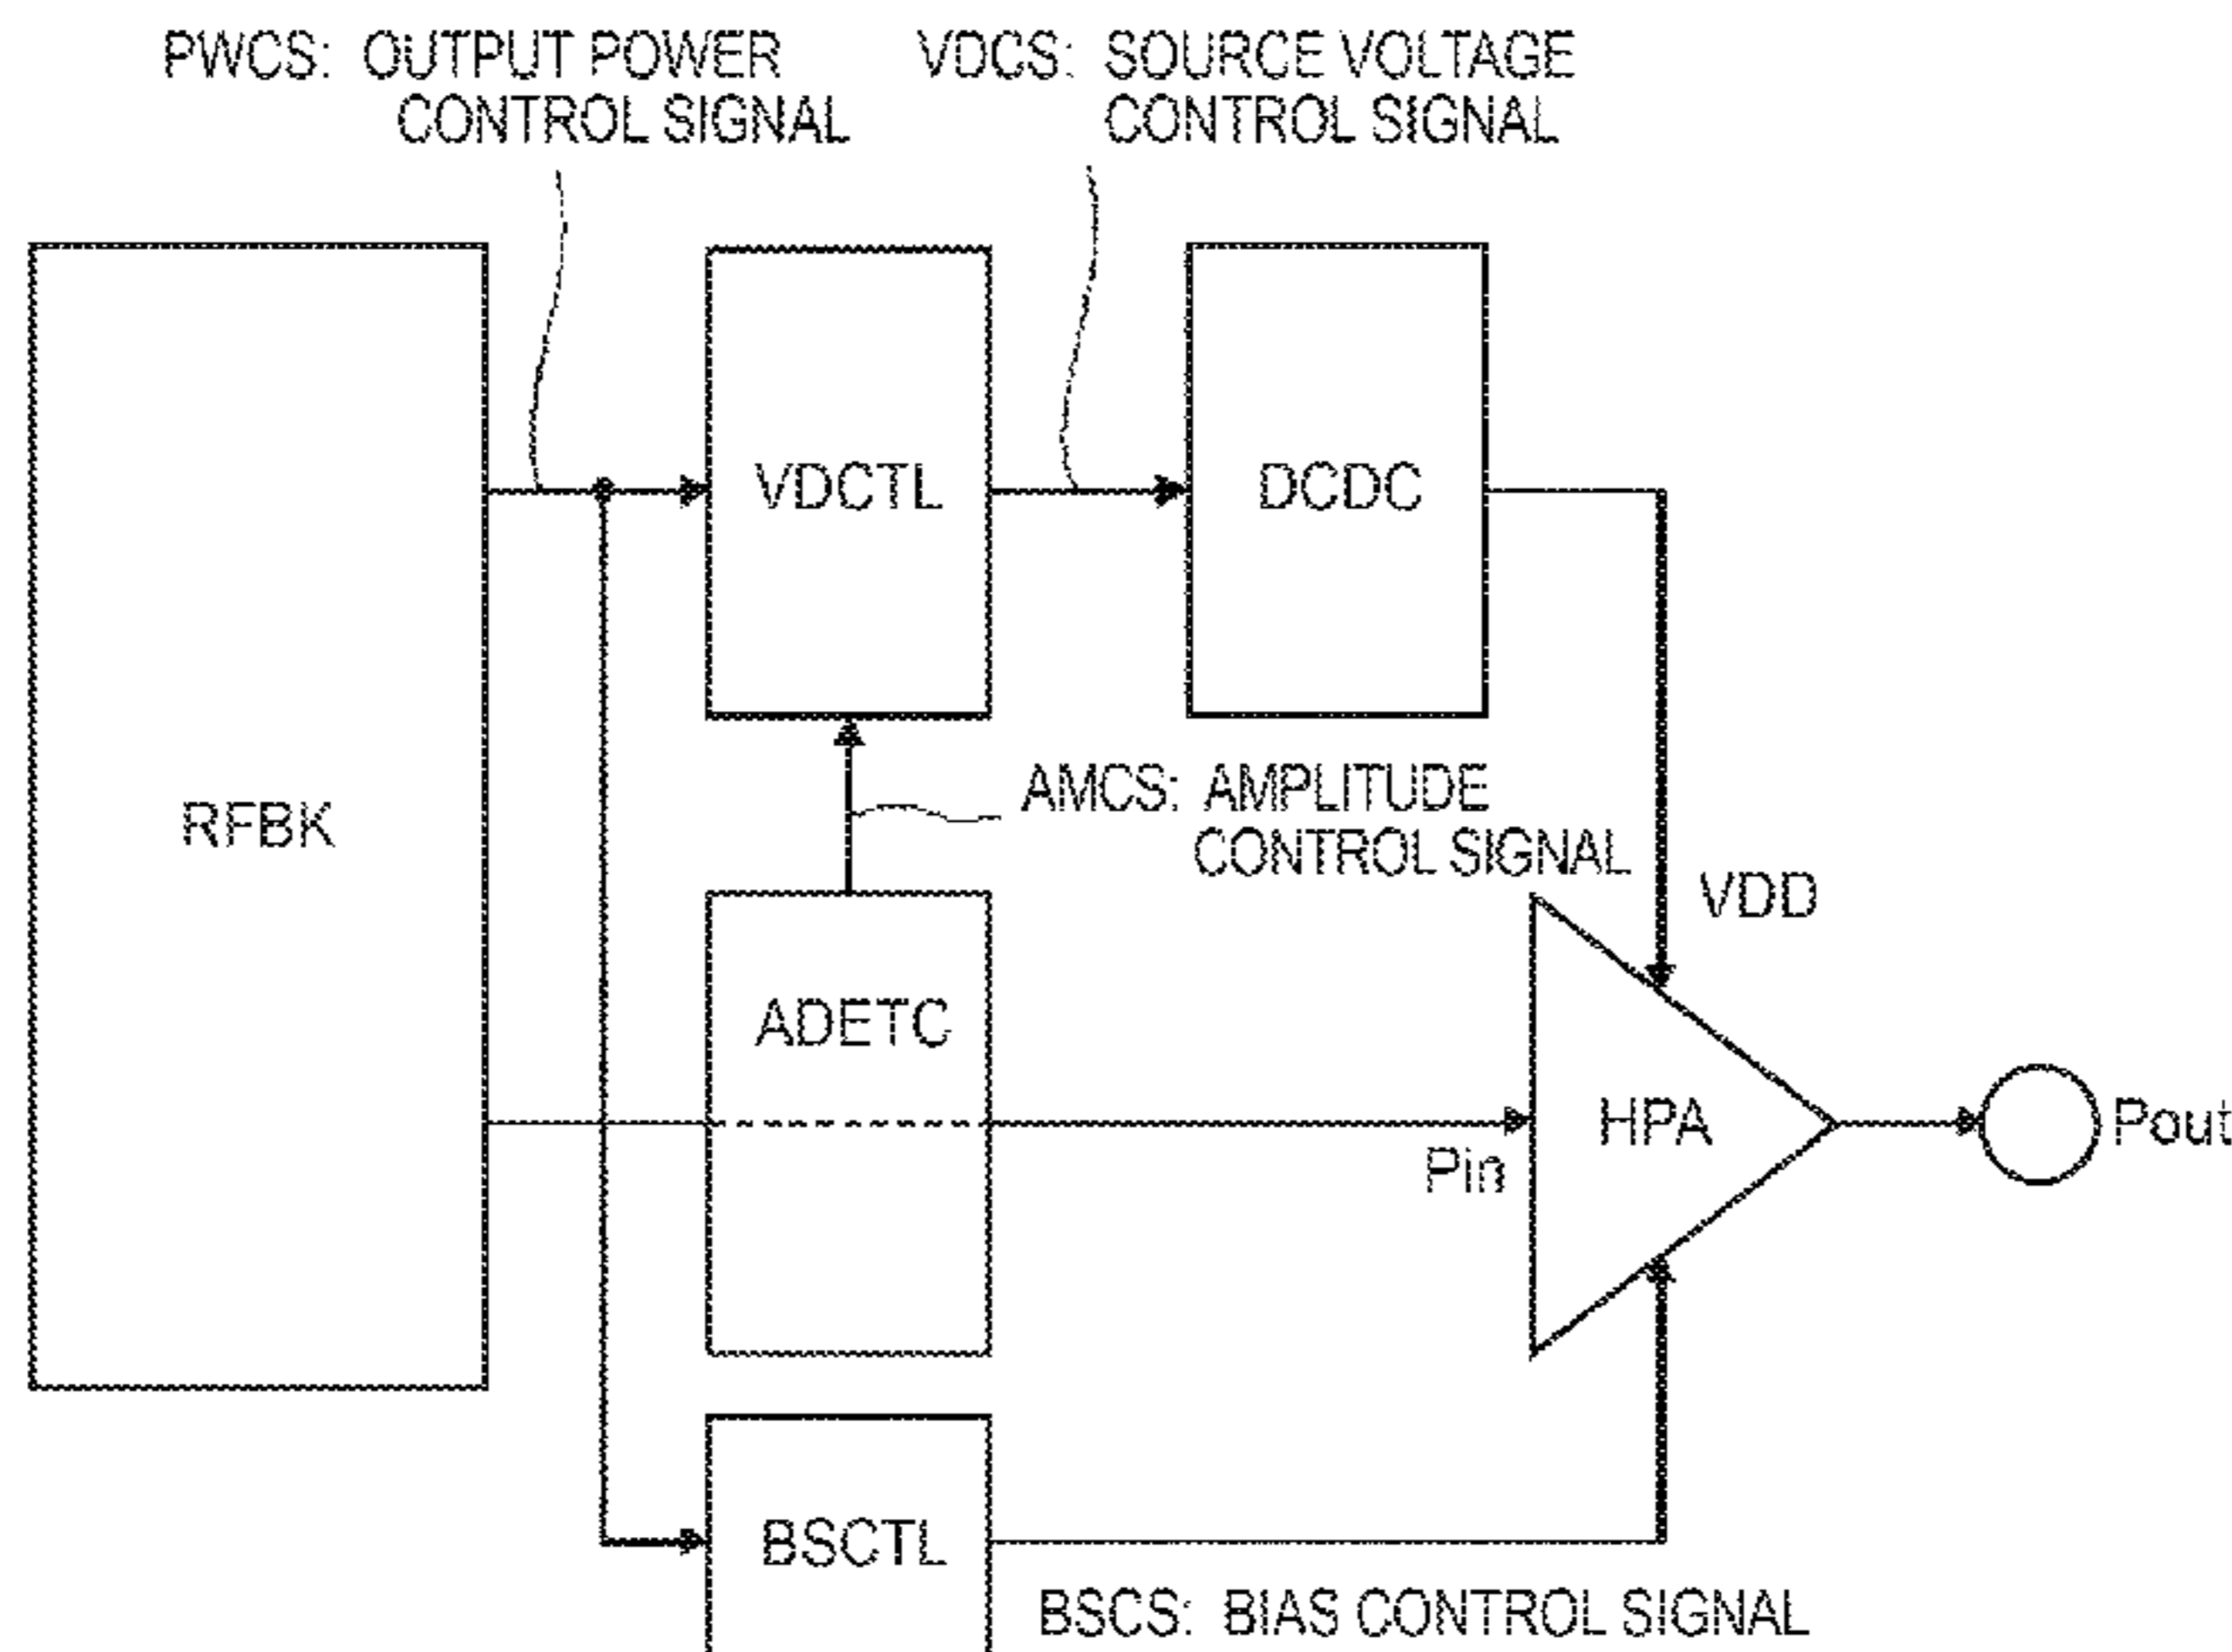 PWCS: OUTPUT POWER
CONTROL SIGNAL
VDCS: SOURCE VOLTAGE
CONTROL SIGNAL
VDCTL
DCDC
RFBK
AMCS: AMPLITUDE
CONTROL SIGNAL
VDD
ADETC
HPA
Pout
Pin
BSCTL
BSCS: BIAS CONTROL SIGNAL